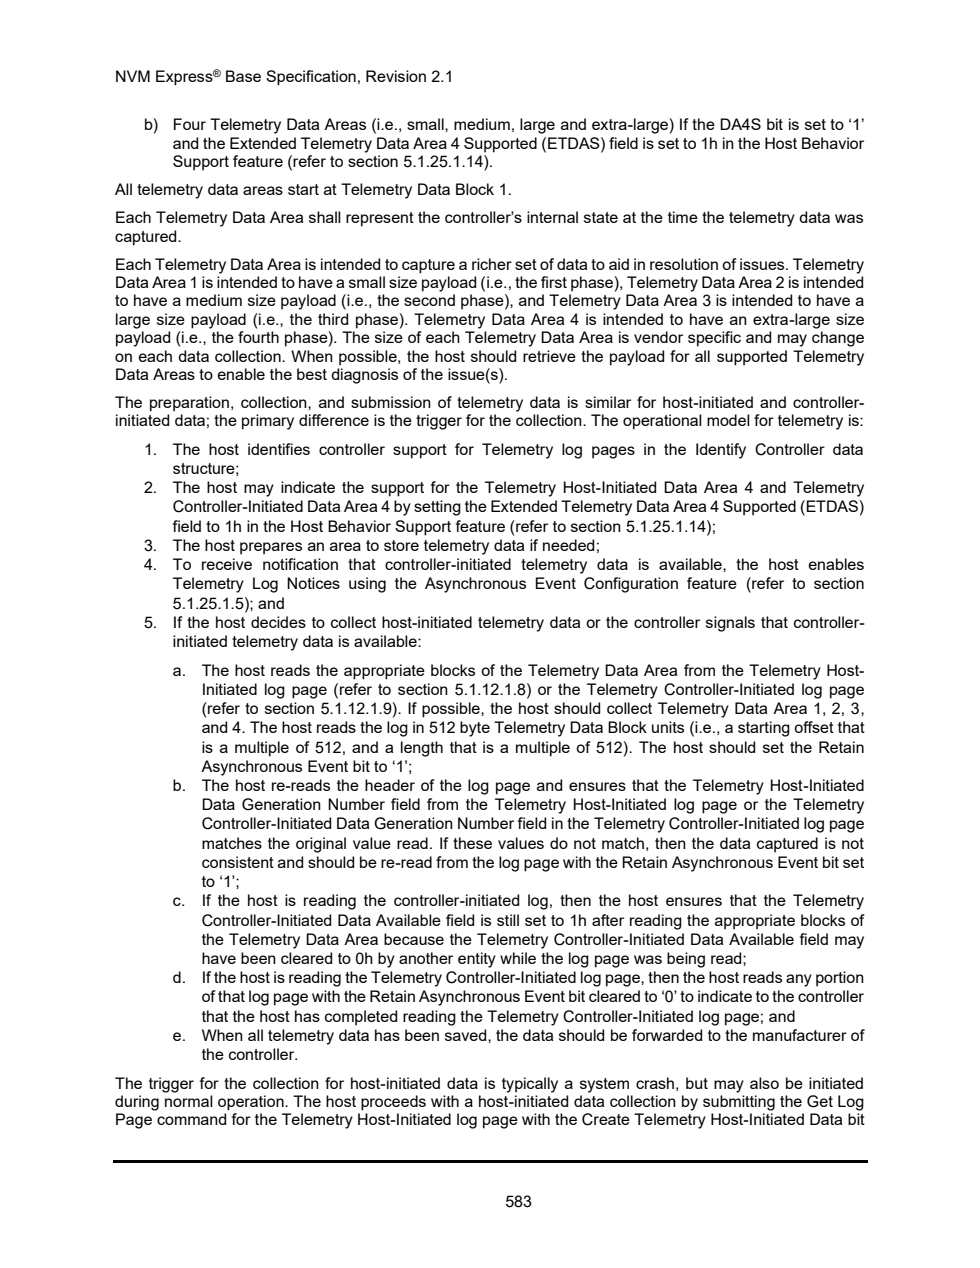 NVM Express® Base Specification, Revision 2.1
b) Four Telemetry Data Areas (i.e., small, medium, large and extra-large) If the DA4S bit is set to ‘1’
and the Extended Telemetry Data Area 4 Supported (ETDAS) field is set to 1h in the Host Behavior
Support feature (refer to section 5.1.25.1.14).
All telemetry data areas start at Telemetry Data Block 1.
Each Telemetry Data Area shall represent the controller’s internal state at the time the telemetry data was
captured.
Each Telemetry Data Area is intended to capture a richer set of data to aid in resolution of issues. Telemetry
Data Area 1 is intended to have a small size payload (i.e., the first phase), Telemetry Data Area 2 is intended
to have a medium size payload (i.e., the second phase), and Telemetry Data Area 3 is intended to have a
large size payload (i.e., the third phase). Telemetry Data Area 4 is intended to have an extra-large size
payload (i.e., the fourth phase). The size of each Telemetry Data Area is vendor specific and may change
on each data collection. When possible, the host should retrieve the payload for all supported Telemetry
Data Areas to enable the best diagnosis of the issue(s).
The preparation, collection, and submission of telemetry data is similar for host-initiated and controller-
initiated data; the primary difference is the trigger for the collection. The operational model for telemetry is:
1. The host identifies controller support for Telemetry log pages in the Identify Controller data
structure;
2. The host may indicate the support for the Telemetry Host-Initiated Data Area 4 and Telemetry
Controller-Initiated Data Area 4 by setting the Extended Telemetry Data Area 4 Supported (ETDAS)
field to 1h in the Host Behavior Support feature (refer to section 5.1.25.1.14);
3. The host prepares an area to store telemetry data if needed;
4. To receive notification that controller-initiated telemetry data is available, the host enables
Telemetry Log Notices using the Asynchronous Event Configuration feature (refer to section
5.1.25.1.5); and
5. If the host decides to collect host-initiated telemetry data or the controller signals that controller-
initiated telemetry data is available:
a. The host reads the appropriate blocks of the Telemetry Data Area from the Telemetry Host-
Initiated log page (refer to section 5.1.12.1.8) or the Telemetry Controller-Initiated log page
(refer to section 5.1.12.1.9). If possible, the host should collect Telemetry Data Area 1, 2, 3,
and 4. The host reads the log in 512 byte Telemetry Data Block units (i.e., a starting offset that
is a multiple of 512, and a length that is a multiple of 512). The host should set the Retain
Asynchronous Event bit to ‘1’;
b. The host re-reads the header of the log page and ensures that the Telemetry Host-Initiated
Data Generation Number field from the Telemetry Host-Initiated log page or the Telemetry
Controller-Initiated Data Generation Number field in the Telemetry Controller-Initiated log page
matches the original value read. If these values do not match, then the data captured is not
consistent and should be re-read from the log page with the Retain Asynchronous Event bit set
to ‘1’;
c. If the host is reading the controller-initiated log, then the host ensures that the Telemetry
Controller-Initiated Data Available field is still set to 1h after reading the appropriate blocks of
the Telemetry Data Area because the Telemetry Controller-Initiated Data Available field may
have been cleared to 0h by another entity while the log page was being read;
d. If the host is reading the Telemetry Controller-Initiated log page, then the host reads any portion
of that log page with the Retain Asynchronous Event bit cleared to ‘0’ to indicate to the controller
that the host has completed reading the Telemetry Controller-Initiated log page; and
e. When all telemetry data has been saved, the data should be forwarded to the manufacturer of
the controller.
The trigger for the collection for host-initiated data is typically a system crash, but may also be initiated
during normal operation. The host proceeds with a host-initiated data collection by submitting the Get Log
Page command for the Telemetry Host-Initiated log page with the Create Telemetry Host-Initiated Data bit
583